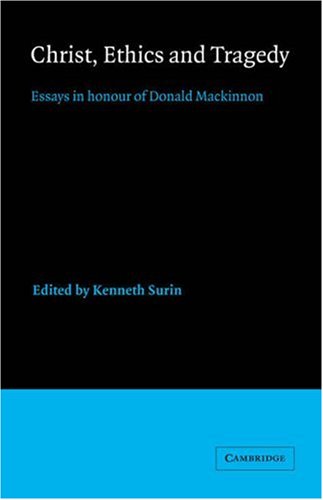 Christ, Ethics and Tragedy
Essays in honour of Donald Mackinnon
Edited by Kenneth Surin
CAMBRIDGE